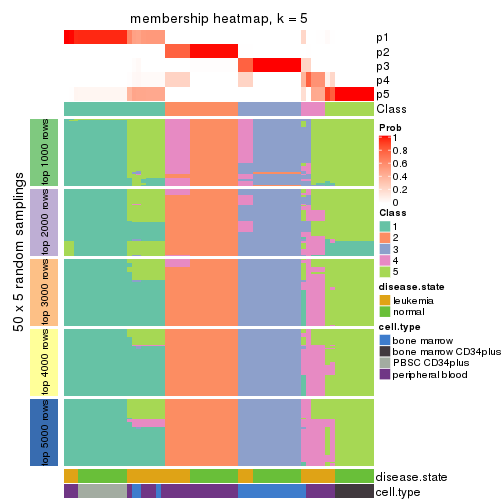 membership heatmap, k = 5
p1
p2
p3
p4
p5
Class
50 x 5 random samplings
top 1000 rows
top 2000 rows
top 3000 rows
top 4000 rows
top 5000 rows
disease.state
cell.type
Prob
1
0.8
0.6
0.4
0.2
0
Class
1
2
3
4
5
disease.state
leukemia
normal
cell.type
bone marrow
bone marrow CD34plus
PBSC CD34plus
peripheral blood